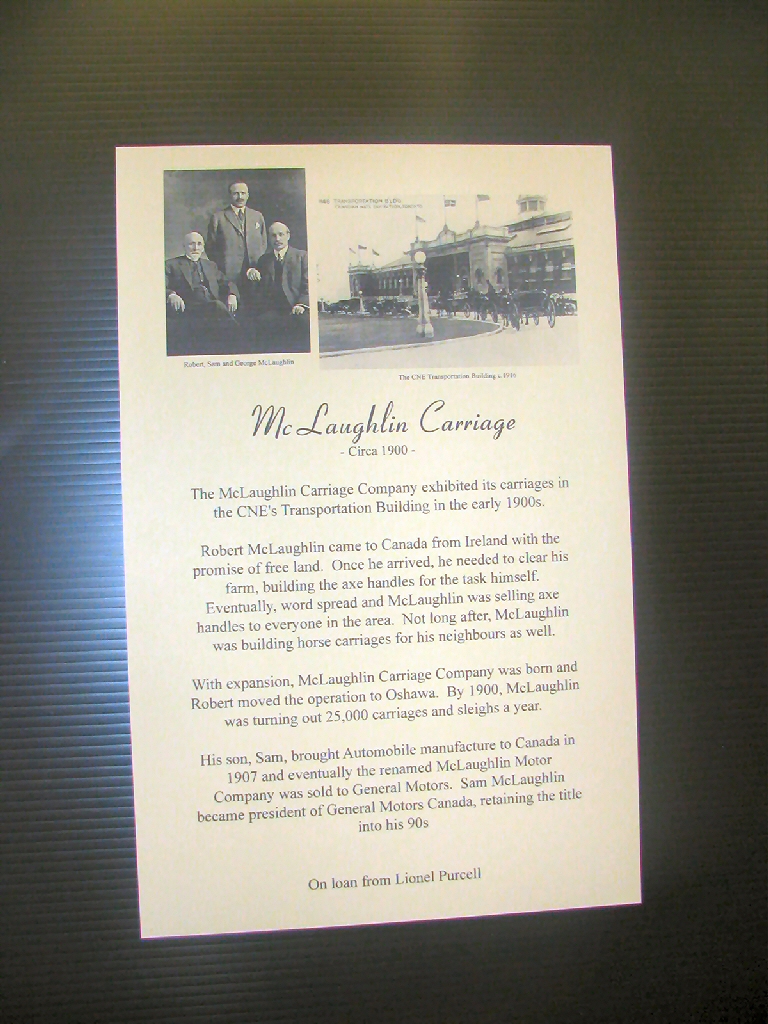 TRANSPORTATION BLDG
Robert, Sam and George McLaughlin
The CNE Transportation Building c.1916
McLaughlin Carriage
- Circa 1900 -
The McLaughlin Carriage Company exhibited its carriages in
the CNE's Transportation Building in the early 1900s.
Robert McLaughlin came to Canada from Ireland with the
promise of free land. Once he arrived, he needed to clear his
farm, building the axe handles for the task himself.
Eventually, word spread and McLaughlin was selling axe
handles to everyone in the area. Not long after, McLaughlin
was building horse carriages for his neighbours as well.
With expansion, McLaughlin Carriage Company was born and
Robert moved the operation to Oshawa. By 1900, McLaughlin
was turning out 25,000 carriages and sleighs a year.
His son, Sam, brought Automobile manufacture to Canada in
1907 and eventually the renamed McLaughlin Motor
Company was sold to General Motors. Sam McLaughlin
became president of General Motors Canada, retaining the title
into his 90s
On loan from Lionel Purcell